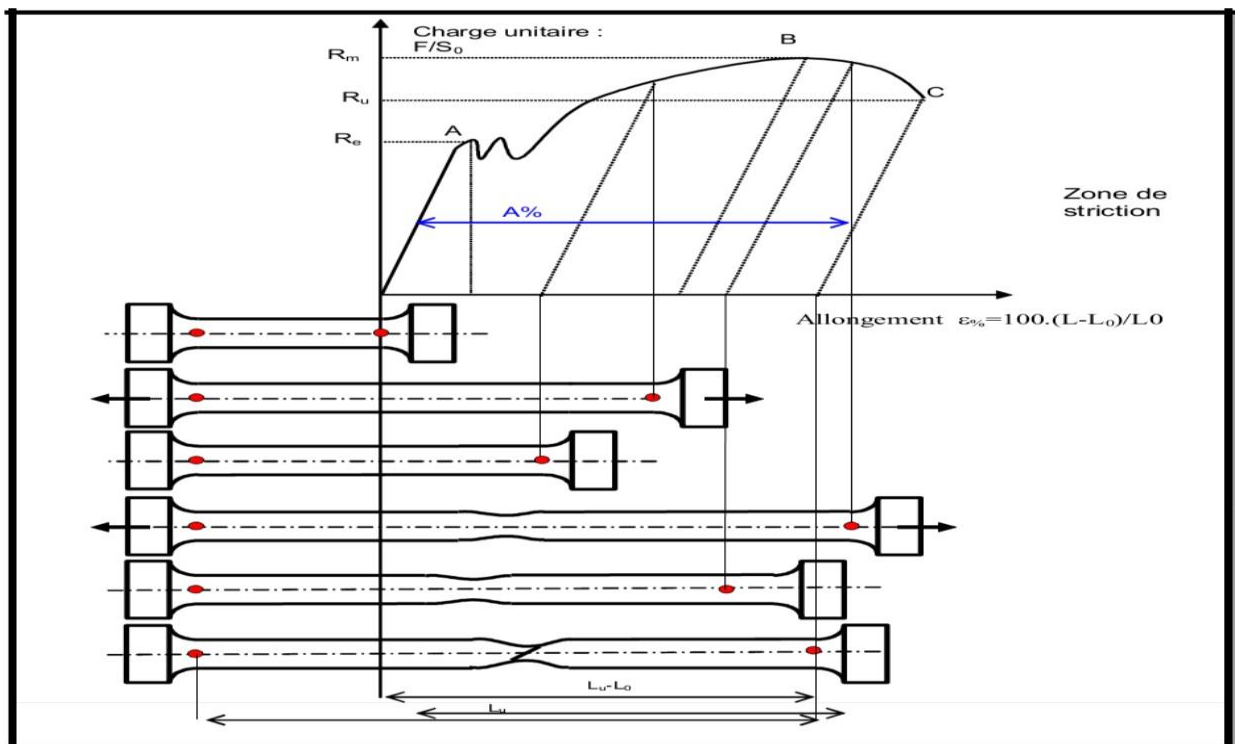 Charge unitaire :
F/S₀
B
Rₘ
C
Rᵤ
A
Rₑ
Zone de
striction
A%
Allongement ε%=100.(L-L₀)/L0
Lᵤ-L₀
Lᵤ